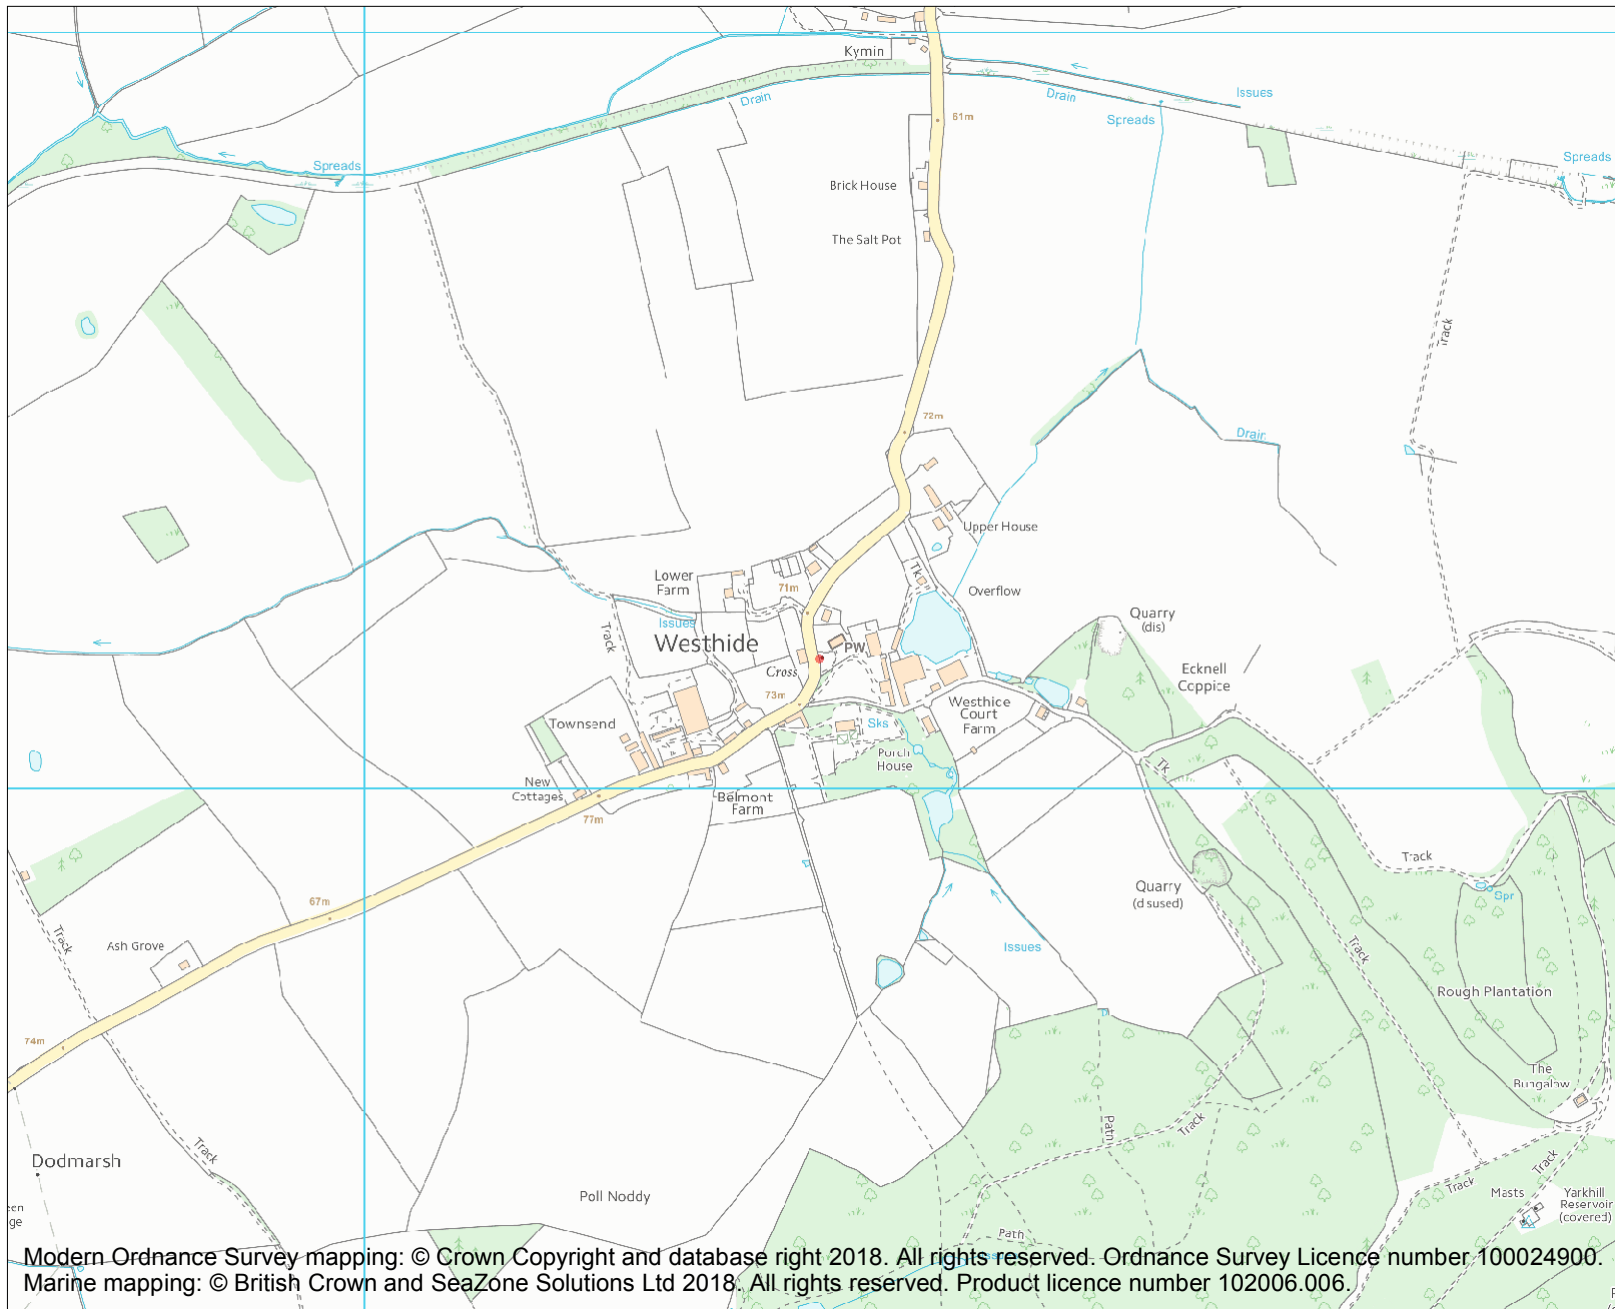 Kymin
Drain
Drain
Issues
Spreads
61m
Spreads
Spreads
Brick House
The Salt Pot
Track
72m
Drain
Upper House
Tk
Lower
Farm
71m
Overflow
Issues
Quarry
(dis)
Track
Westhide
PW
Cross
Ecknell
Coppice
73m
Westhide
Court
Farm
Townsend
Sks
Porch
House
Tk
New
Cottages
Belmont
Farm
77m
Track
Quarry
(disused)
Spr
67m
Track
Ash Grove
Issues
Track
Rough Plantation
74m
The
Bungalow
Path
Track
Track
Dodmarsh
Track
Track
Poll Noddy
Masts
Yarkhill
Reservoir
(covered)
Path
Modern Ordnance Survey mapping: © Crown Copyright and database right 2018. All rights reserved. Ordnance Survey Licence number 100024900.
Marine mapping: © British Crown and SeaZone Solutions Ltd 2018. All rights reserved. Product licence number 102006.006.